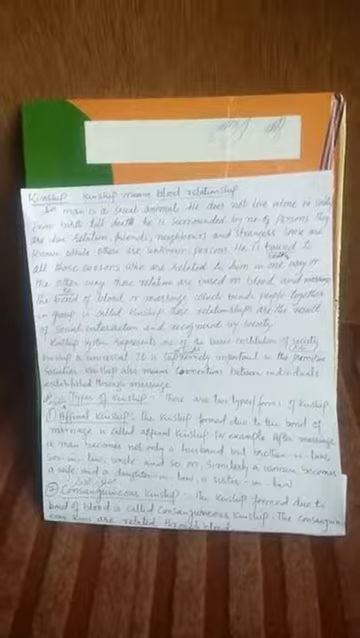 Kinship Kinship means blood relationship
man is a social animal. He does not live alone in society
From birth till death he is surrounded by no. of persons They
are his relation, friends, neighbours and strangers some are
known while others are unknown persons He is to
all those persons who are related to him in one way or
the other way. These relation are based on blood and marriage
the bond of blood or marriage which binds people together
in group is called kinship These relationships are the result
of social interaction and recognised by society.
Kinship system represents one of the basic institution of society
Kinship is universal. It is extremely important in the primitive
societies Kinship also means connections between individuals
established through marriage.
Types of Kinship There are two types/forms of kinship
① Affinal Kinship: The kinship formed due to the bond of
marriage is called affinal kinship For example After marriage
a man becomes not only a husband but brother-in-law,
son-in-law, uncle and so on, Similarly a woman becomes
a wife, and a daughter-in-law, sister-in-law
② Consanguineous Kinship: The kinship formed due to
bond of blood is called Consanguineous Kinship. The
are related through blood.